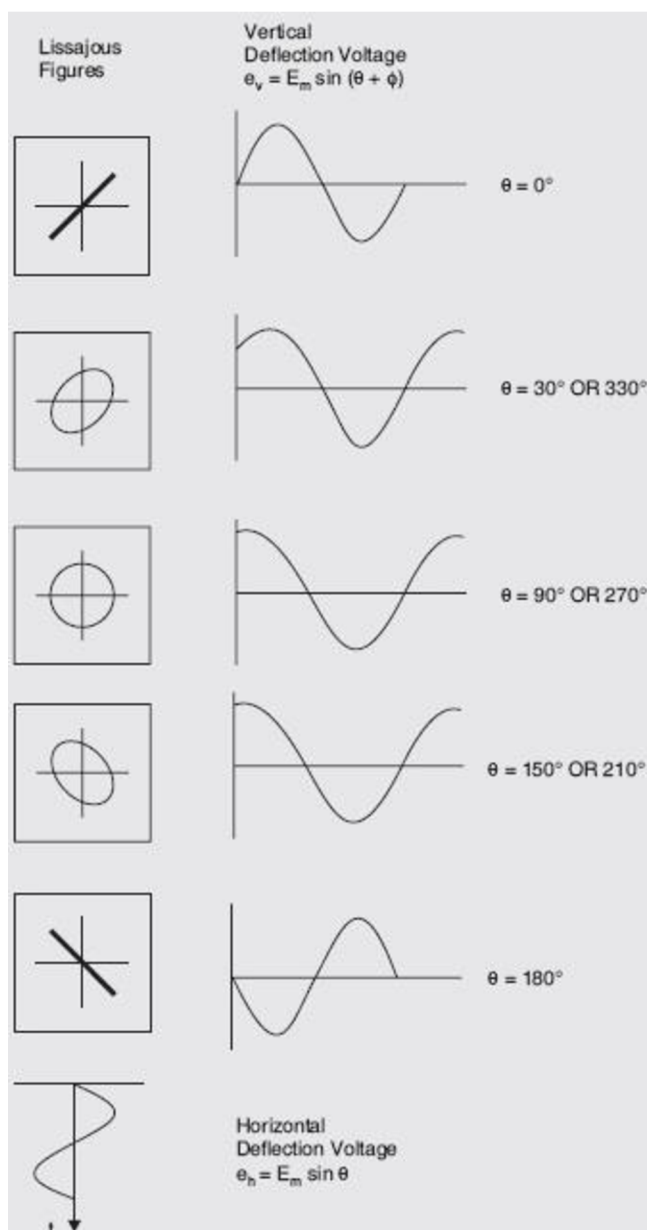 Lissajous
Figures
Vertical
Deflection Voltage
eᵥ = Eₘ sin (θ + ϕ)
θ = 0°
θ = 30° OR 330°
θ = 90° OR 270°
θ = 150° OR 210°
θ = 180°
Horizontal
Deflection Voltage
eₕ = Eₘ sin θ